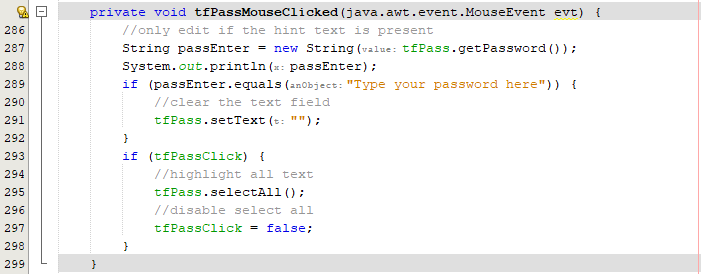 private void tfPassMouseClicked(java.awt.event.MouseEvent evt) {
286 //only edit if the hint text is present
287 String passEnter = new String(value: tfPass.getPassword());
288 System.out.println(x: passEnter);
289 if (passEnter.equals(anObject: "Type your password here")) {
290 //clear the text field
291 tfPass.setText(t: "");
292 }
293 if (tfPassClick) {
294 //highlight all text
295 tfPass.selectAll();
296 //disable select all
297 tfPassClick = false;
298 }
299 }